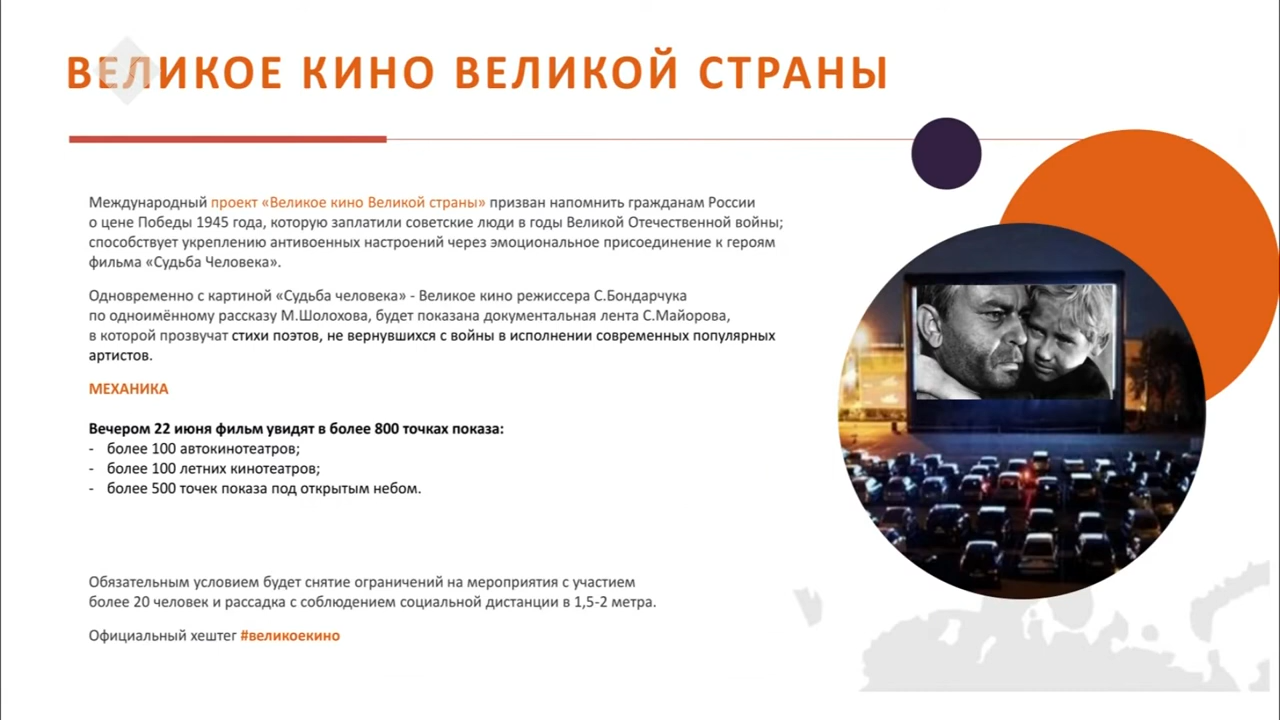 ВЕЛИКОЕ КИНО ВЕЛИКОЙ СТРАНЫ
Международный проект «Великое кино Великой страны» призван напомнить гражданам России
о цене Победы 1945 года, которую заплатили советские люди в годы Великой Отечественной войны;
способствует укреплению антивоенных настроений через эмоциональное присоединение к героям
фильма «Судьба Человека».
Одновременно с картиной «Судьба человека» - Великое кино режиссера С.Бондарчука
по одноимённому рассказу М.Шолохова, будет показана документальная лента С.Майорова,
в которой прозвучат стихи поэтов, не вернувшихся с войны в исполнении современных популярных
артистов.
МЕХАНИКА
Вечером 22 июня фильм увидят в более 800 точках показа:
- более 100 автокинотеатров;
- более 100 летних кинотеатров;
- более 500 точек показа под открытым небом.
Обязательным условием будет снятие ограничений на мероприятия с участием
более 20 человек и рассадка с соблюдением социальной дистанции в 1,5-2 метра.
Официальный хештег #великоекино